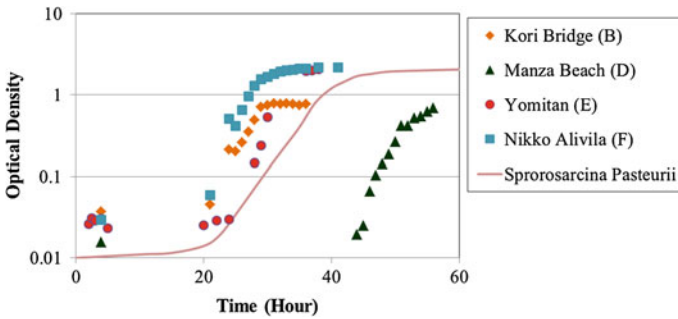 Optical Density
10
1
0.1
0.01
0
20
40
60
Time (Hour)
Kori Bridge (B)
Manza Beach (D)
Yomitan (E)
Nikko Alivila (F)
Sprorosarcina Pasteurii